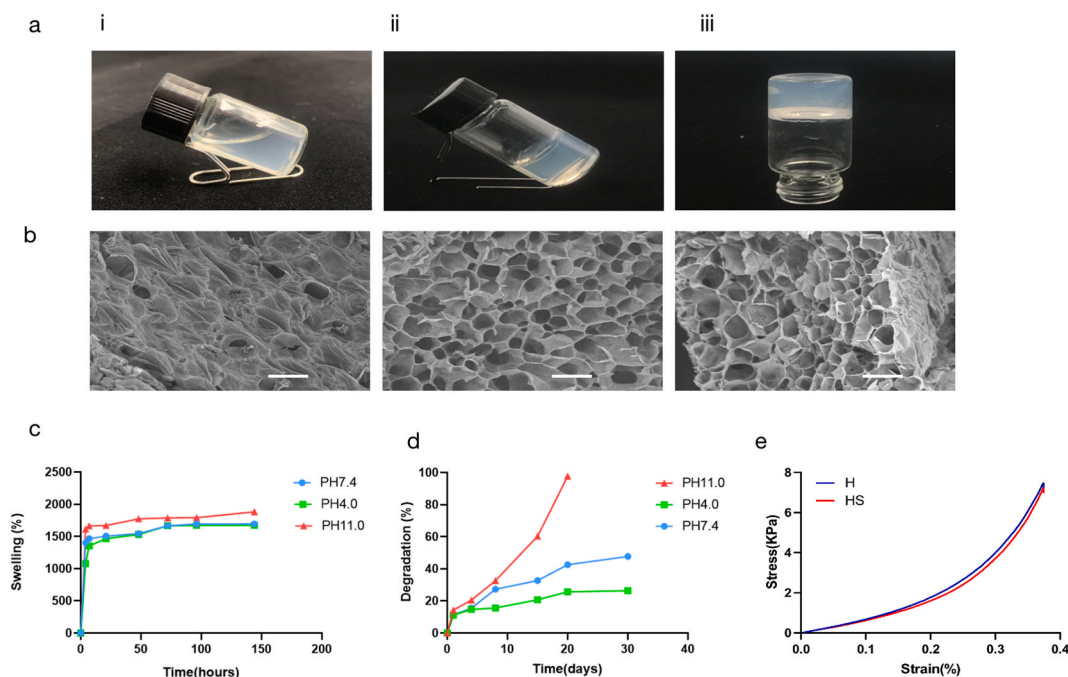 a
i
ii
iii
b
c
d
e
2500
2000
1500
1000
500
0
Swelling (%)
0
50
100
150
200
Time(hours)
PH7.4
PH4.0
PH11.0
100
80
60
40
20
0
Degradation (%)
0
10
20
30
40
Time(days)
PH11.0
PH4.0
PH7.4
8
6
4
2
0
Stress(KPa)
0.0
0.1
0.2
0.3
0.4
Strain(%)
H
HS